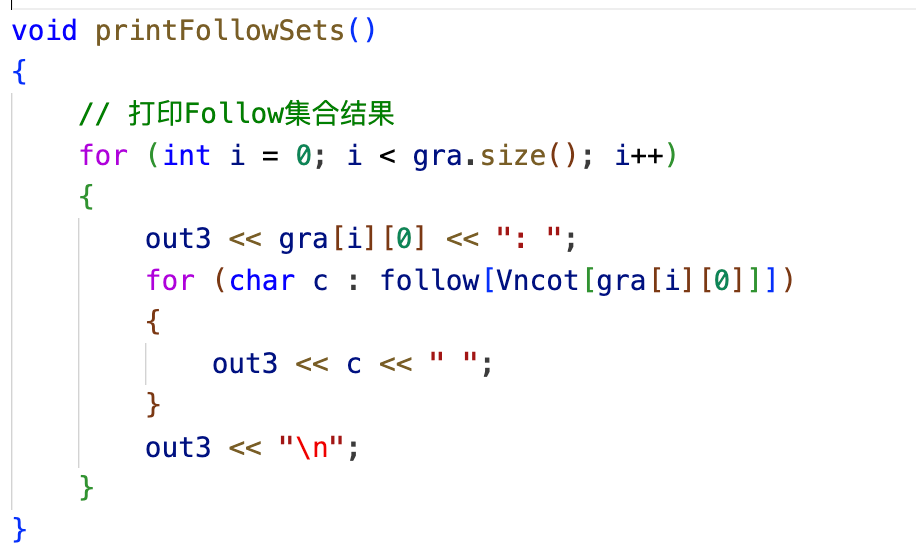 void printFollowSets()
{
    // 打印Follow集合结果
    for (int i = 0; i < gra.size(); i++)
    {
        out3 << gra[i][0] << ": ";
        for (char c : follow[Vncot[gra[i][0]]])
        {
            out3 << c << " ";
        }
        out3 << "\n";
    }
}